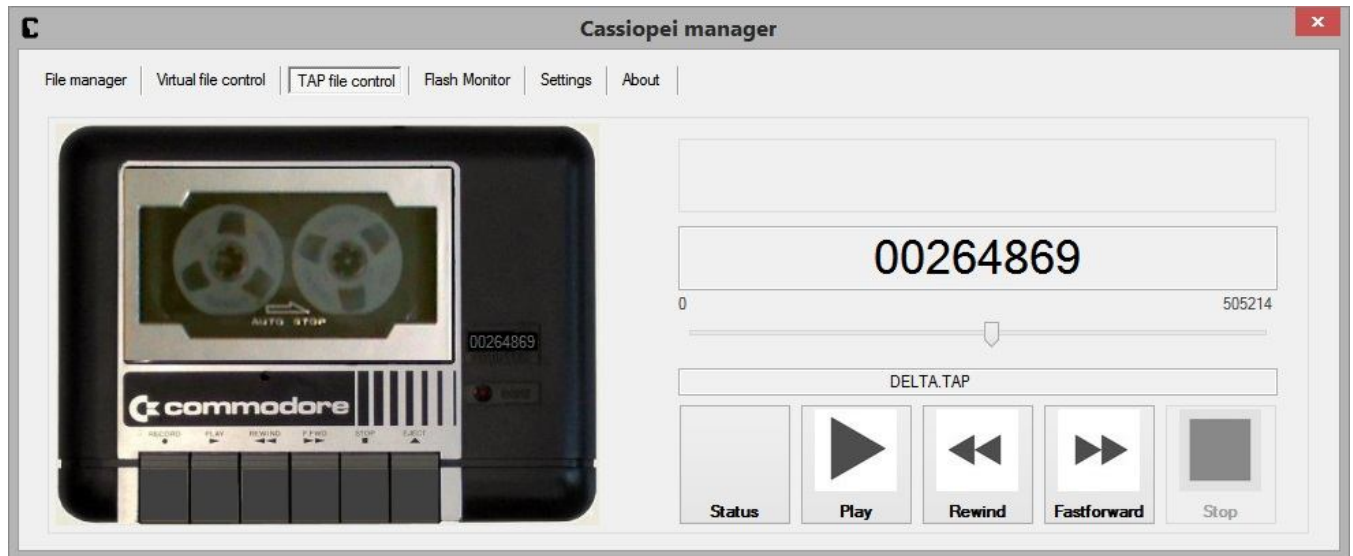 Cassiopei manager
File manager Virtual file control TAP file control Flash Monitor Settings About
00264869
0 505214
DELTA.TAP
Status Play Rewind Fastforward Stop
AUTO STOP
00264869
commodore
RECORD PLAY REWIND F.FWD STOP EJECT